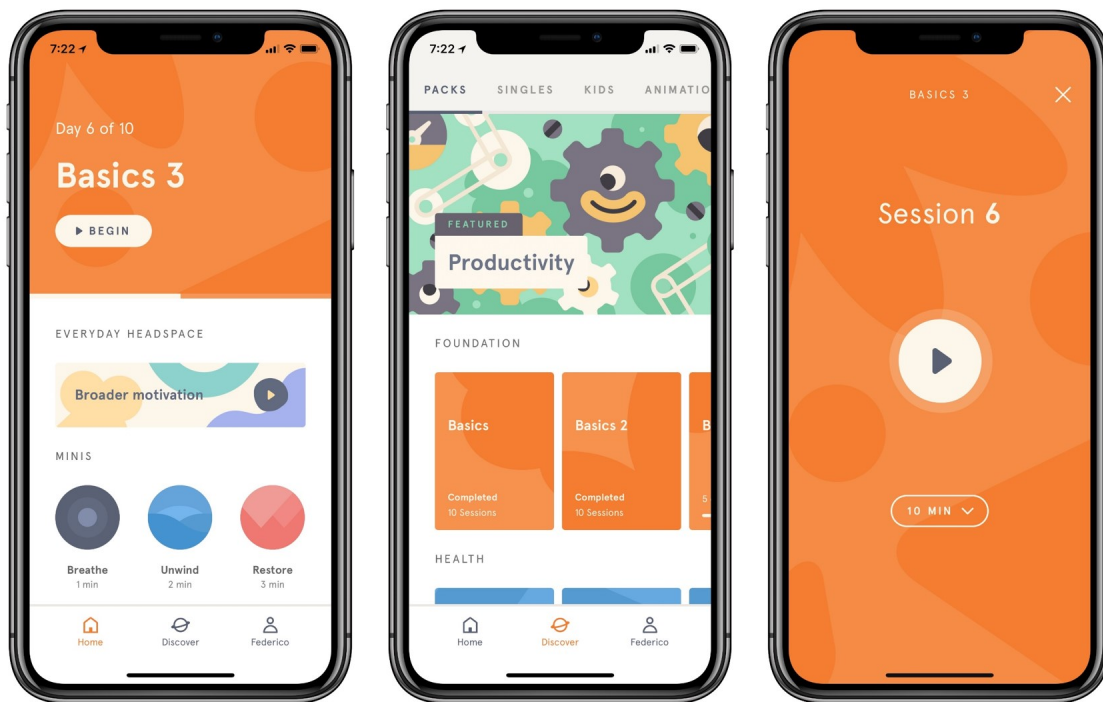 7:22
Day 6 of 10
Basics 3
BEGIN
EVERYDAY HEADSPACE
Broader motivation
MINIS
Breathe
1 min
Unwind
2 min
Restore
3 min
Home
Discover
Federico
7:22
PACKS
SINGLES
KIDS
ANIMATIO
FEATURED
Productivity
FOUNDATION
Basics
Completed
10 Sessions
Basics 2
Completed
10 Sessions
B
5
HEALTH
Home
Discover
Federico
BASICS 3
Session 6
10 MIN